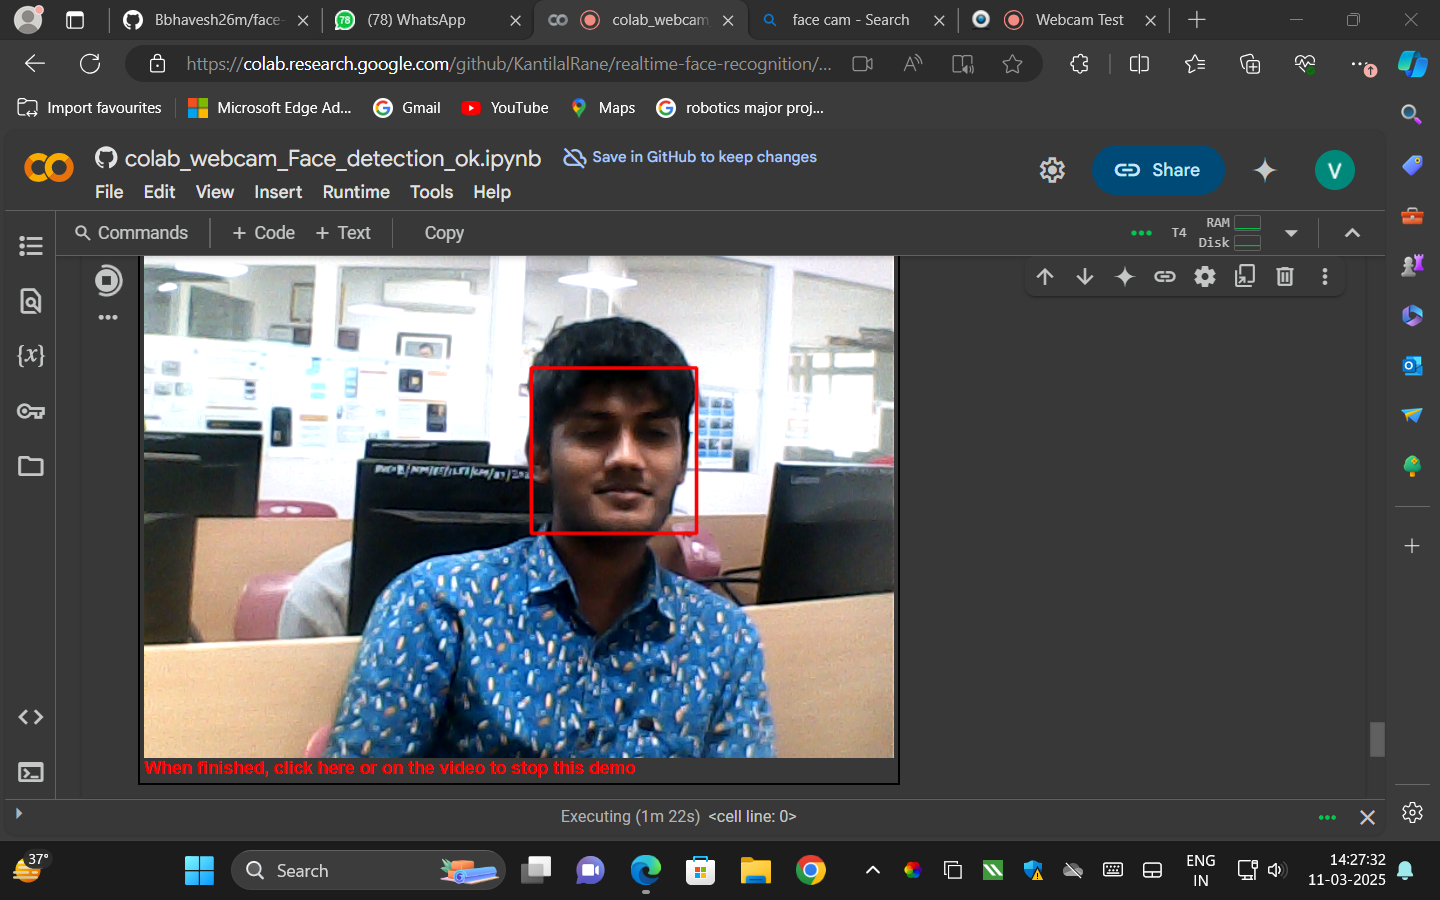 Bbhavesh26m/face-
78
(78) WhatsApp
colab_webcam
face cam - Search
Webcam Test
https://colab.research.google.com/github/KantilalRane/realtime-face-recognition/...
Import favourites
Microsoft Edge Ad...
Gmail
YouTube
Maps
robotics major proj...
colab_webcam_Face_detection_ok.ipynb
Save in GitHub to keep changes
File Edit View Insert Runtime Tools Help
Share
V
Commands
+ Code + Text
Copy
T4
RAM
Disk
{x}
Lenovo
When finished, click here or on the video to stop this demo
Executing (1m 22s) <cell line: 0>
37°
Search
ENG
IN
14:27:32
11-03-2025